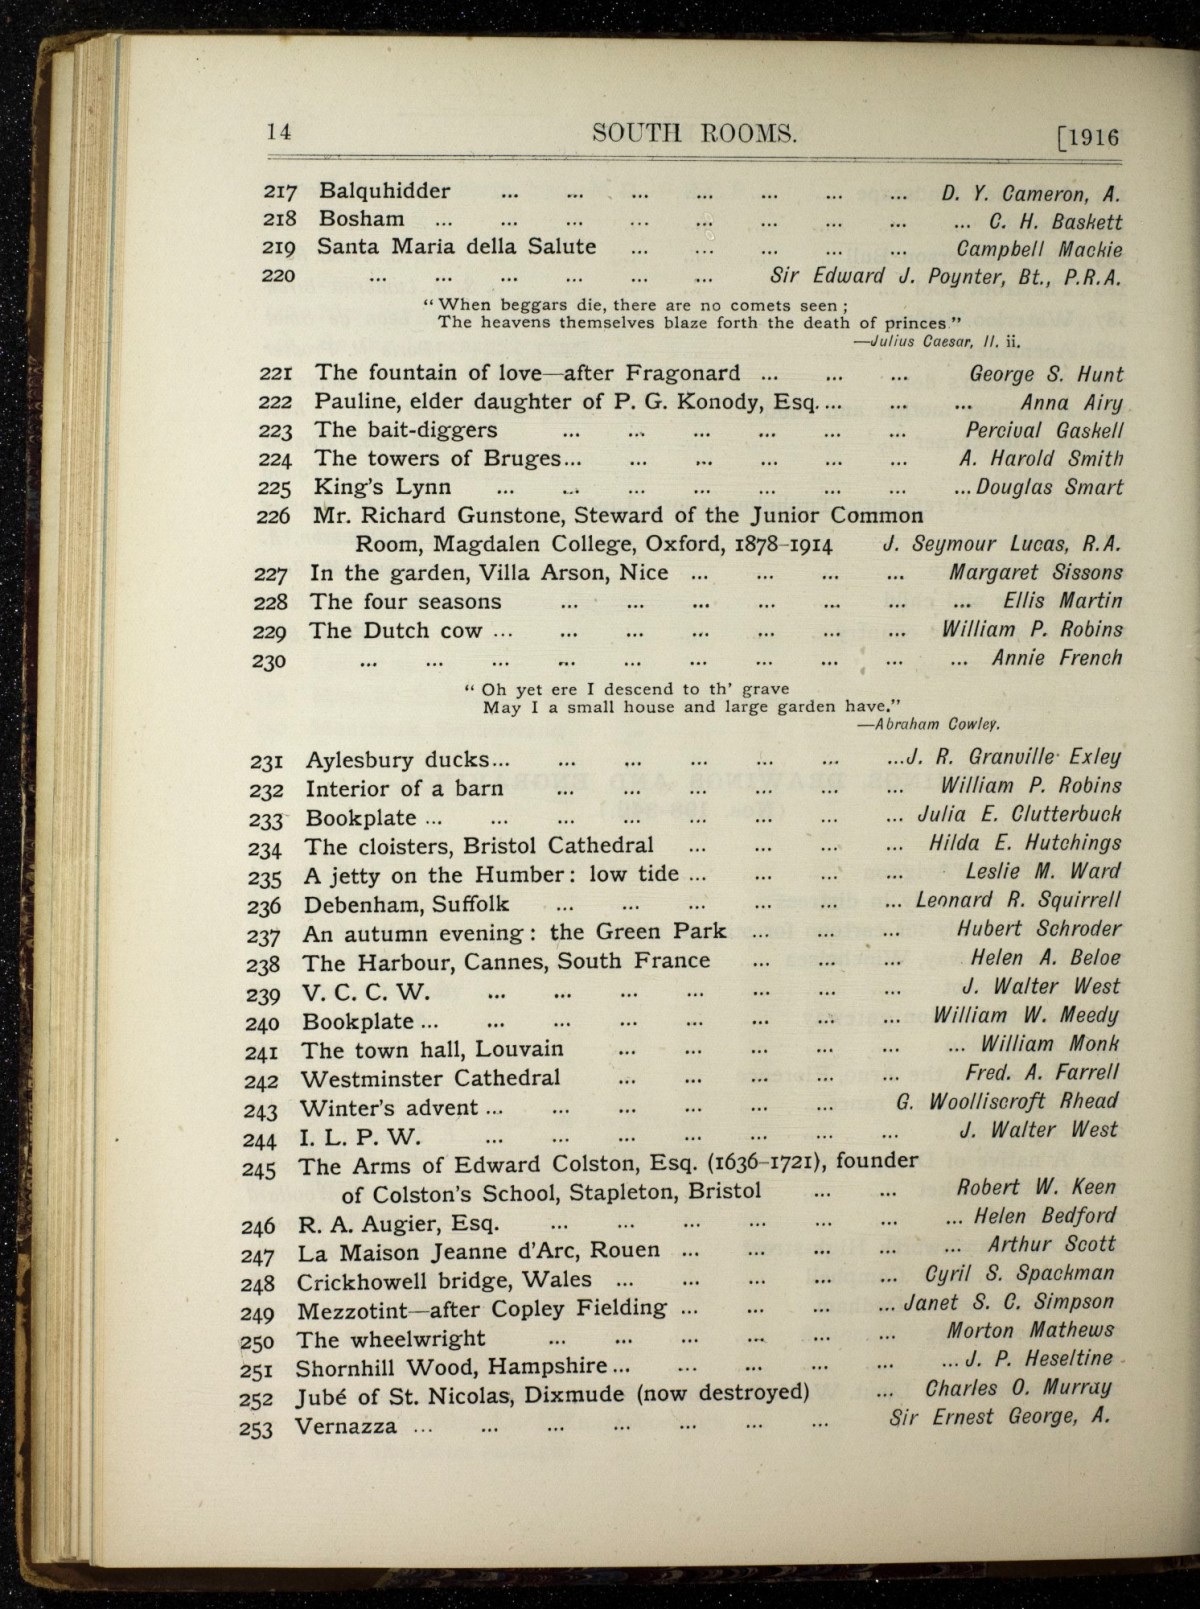 14 SOUTH ROOMS. [1916
217 Balquhidder ... ... ... ... ... ... ... D. Y. Cameron, A.
218 Bosham ... ... ... ... ... ... ... ... ... C. H. Baskett
219 Santa Maria della Salute ... ... ... ... ... Campbell Mackie
220 ... ... ... ... ... ... Sir Edward J. Poynter, Bt., P.R.A.
“ When beggars die, there are no comets seen ;
The heavens themselves blaze forth the death of princes.”
—Julius Caesar, II. ii.
221 The fountain of love—after Fragonard ... ... ... George S. Hunt
222 Pauline, elder daughter of P. G. Konody, Esq.... ... ... Anna Airy
223 The bait-diggers ... ... ... ... ... ... Percival Gaskell
224 The towers of Bruges... ... ... ... ... ... A. Harold Smith
225 King's Lynn ... ... ... ... ... ... ... ... Douglas Smart
226 Mr. Richard Gunstone, Steward of the Junior Common
Room, Magdalen College, Oxford, 1878–1914 J. Seymour Lucas, R.A.
227 In the garden, Villa Arson, Nice ... ... ... ... Margaret Sissons
228 The four seasons ... ... ... ... ... ... ... Ellis Martin
229 The Dutch cow ... ... ... ... ... ... ... William P. Robins
230 ... ... ... ... ... ... ... ... ... ... Annie French
“ Oh yet ere I descend to th' grave
May I a small house and large garden have.”
—Abraham Cowley.
231 Aylesbury ducks... ... ... ... ... ... ...J. R. Granville Exley
232 Interior of a barn ... ... ... ... ... ... William P. Robins
233 Bookplate ... ... ... ... ... ... ... ... Julia E. Clutterbuck
234 The cloisters, Bristol Cathedral ... ... ... ... Hilda E. Hutchings
235 A jetty on the Humber: low tide ... ... ... ... Leslie M. Ward
236 Debenham, Suffolk ... ... ... ... ... ... Leonard R. Squirrell
237 An autumn evening: the Green Park ... ... ... Hubert Schroder
238 The Harbour, Cannes, South France ... ... ... Helen A. Beloe
239 V. C. C. W. ... ... ... ... ... ... ... J. Walter West
240 Bookplate ... ... ... ... ... ... ... ... William W. Meedy
241 The town hall, Louvain ... ... ... ... ... ... William Monk
242 Westminster Cathedral ... ... ... ... ... Fred. A. Farrell
243 Winter's advent ... ... ... ... ... ... G. Woolliscroft Rhead
244 I. L. P. W. ... ... ... ... ... ... ... J. Walter West
245 The Arms of Edward Colston, Esq. (1636–1721), founder
of Colston's School, Stapleton, Bristol ... ... Robert W. Keen
246 R. A. Augier, Esq. ... ... ... ... ... ... ... Helen Bedford
247 La Maison Jeanne d'Arc, Rouen ... ... ... ... ... Arthur Scott
248 Crickhowell bridge, Wales ... ... ... ... ... Cyril S. Spackman
249 Mezzotint—after Copley Fielding ... ... ... ... Janet S. C. Simpson
250 The wheelwright ... ... ... ... ... ... Morton Mathews
251 Shornhill Wood, Hampshire ... ... ... ... ... ... J. P. Heseltine
252 Jubé of St. Nicolas, Dixmude (now destroyed) ... Charles O. Murray
253 Vernazza ... ... ... ... ... ... ... Sir Ernest George, A.